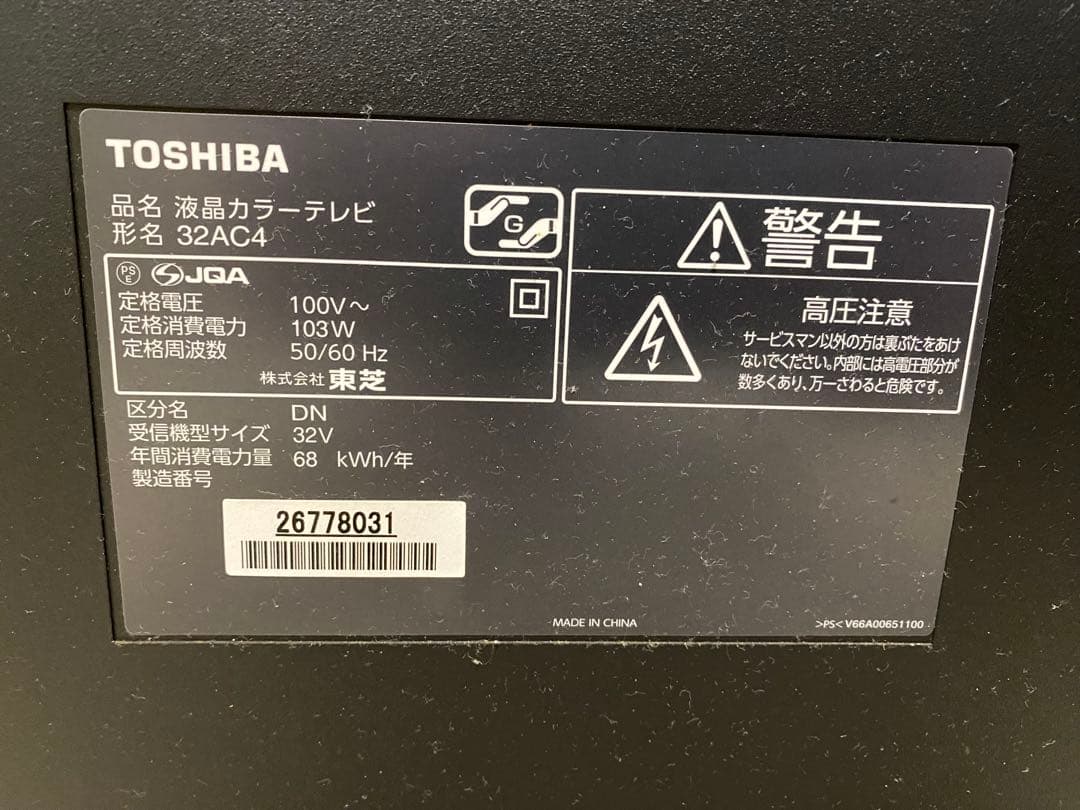 TOSHIBA
品名 液晶カラーテレビ
形名 32AC4
G
PS
E
JQA
定格電圧 100V～
定格消費電力 103W
定格周波数 50/60 Hz
株式会社 東芝
区分名 DN
受信機型サイズ 32V
年間消費電力量 68 kWh/年
製造番号
26778031
警告
高圧注意
サービスマン以外の方は裏ぶたをあけ
ないでください。内部には高電圧部分が
数多くあり、万一さわると危険です。
MADE IN CHINA
>PS< V66A00651100